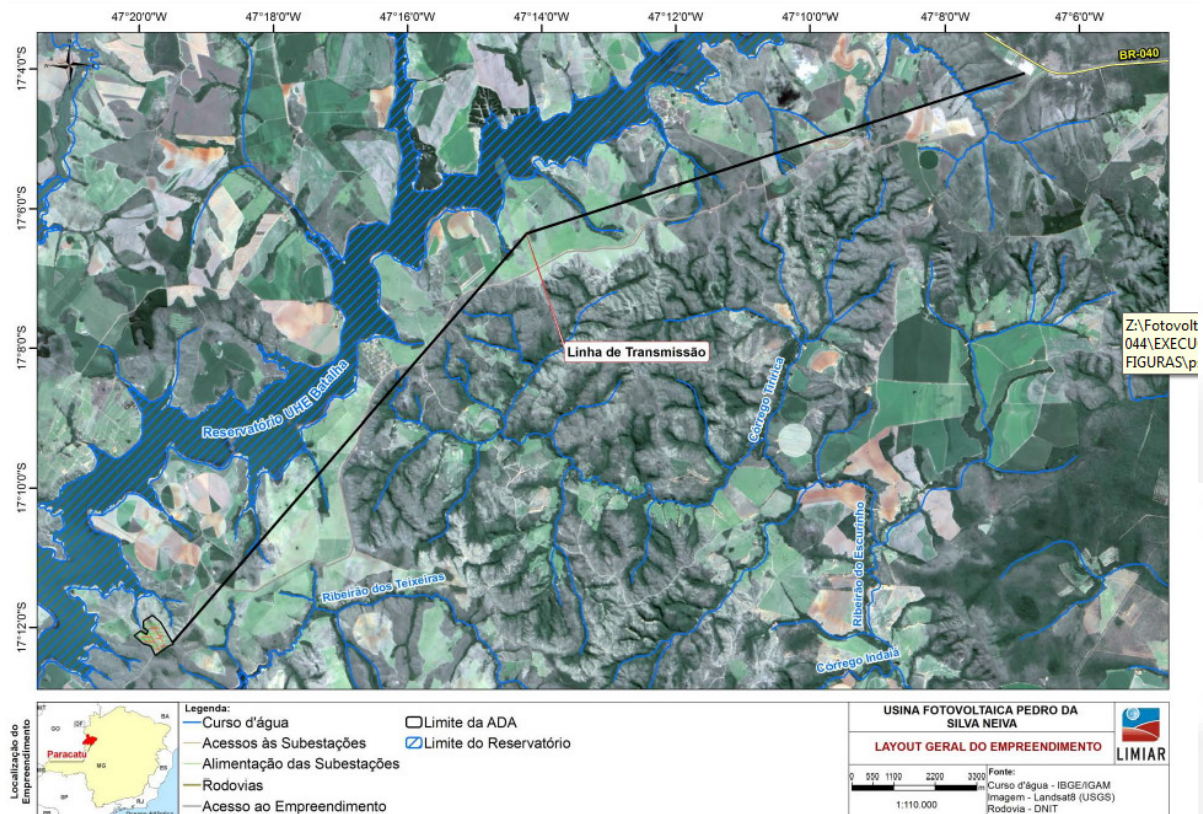 47°20'0"W
47°18'0"W
47°16'0"W
47°14'0"W
47°12'0"W
47°10'0"W
47°8'0"W
47°6'0"W
17°4'0"S
17°6'0"S
17°8'0"S
17°10'0"S
17°12'0"S
BR-040
Linha de Transmissão
Reservatório UHE Batalha
Córrego Tiririca
Ribeirão dos Teixeiras
Ribeirão do Escurinho
Córrego Indaiá
Z:\Fotovolt
044\EXECU
FIGURAS\p
Localização do
Empreendimento
GO
DF
BA
Paracatu
MG
ES
SP
RJ
Legenda:
Curso d'água
Acessos às Subestações
Alimentação das Subestações
Rodovias
Acesso ao Empreendimento
Limite da ADA
Limite do Reservatório
USINA FOTOVOLTAICA PEDRO DA
SILVA NEIVA
LAYOUT GERAL DO EMPREENDIMENTO
LIMIAR
0 550 1100 2200 3300
m
1:110.000
Fonte:
Curso d'água - IBGE/IGAM
Imagem - Landsat8 (USGS)
Rodovia - DNIT